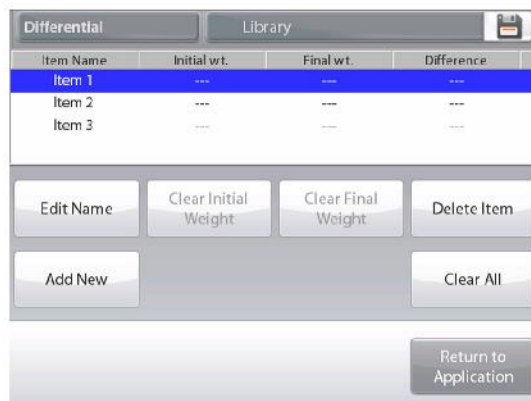 Differential Library
Item Name Initial wt. Final wt. Difference
Item 1 --- --- ---
Item 2 --- --- ---
Item 3 --- --- ---
Edit Name
Clear Initial
Weight
Clear Final
Weight
Delete Item
Add New
Clear All
Return to
Application